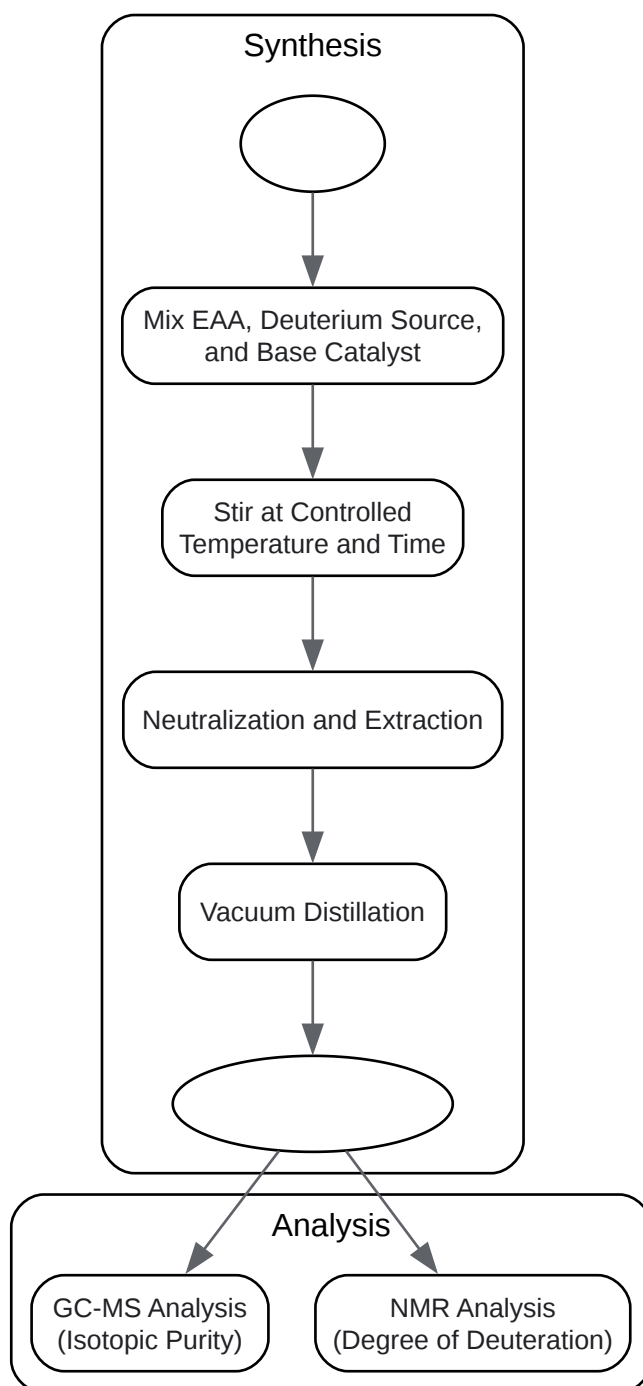 Synthesis
Mix EAA, Deuterium Source,
and Base Catalyst
Stir at Controlled
Temperature and Time
Neutralization and Extraction
Vacuum Distillation
Analysis
GC-MS Analysis
(Isotopic Purity)
NMR Analysis
(Degree of Deuteration)